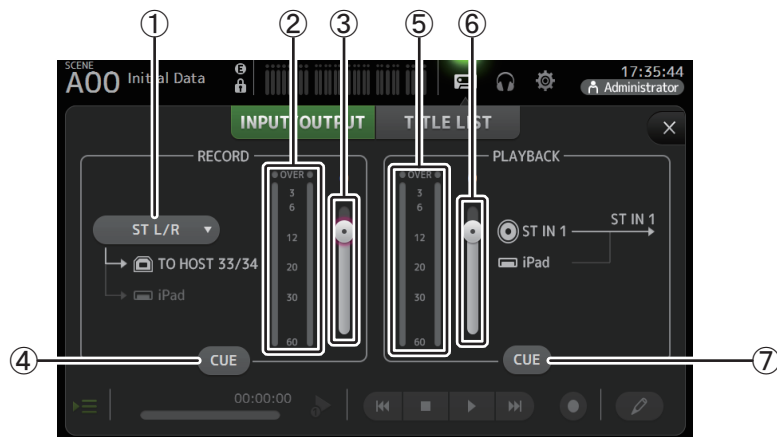 ① ② ③ ⑤ ⑥
SCENE
A00 Initial Data
E
17:35:44
Administrator
INPUT/OUTPUT
TITLE LIST
RECORD
PLAYBACK
OVER
3
6
12
20
30
60
OVER
3
6
12
20
30
60
ST L/R
TO HOST 33/34
iPad
ST IN 1
ST IN 1
iPad
④ CUE
CUE ⑦
00:00:00